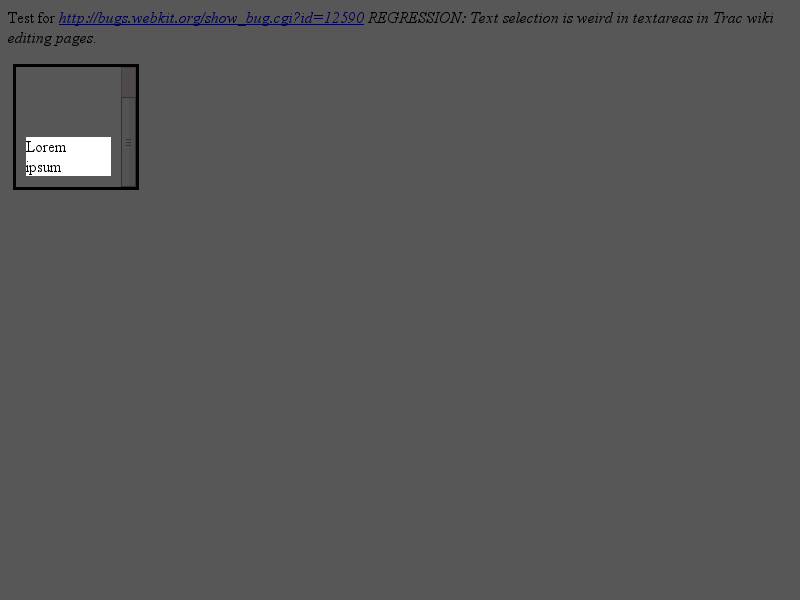 Test for http://bugs.webkit.org/show_bug.cgi?id=12590 REGRESSION: Text selection is weird in textareas in Trac wiki
editing pages.
Lorem
ipsum